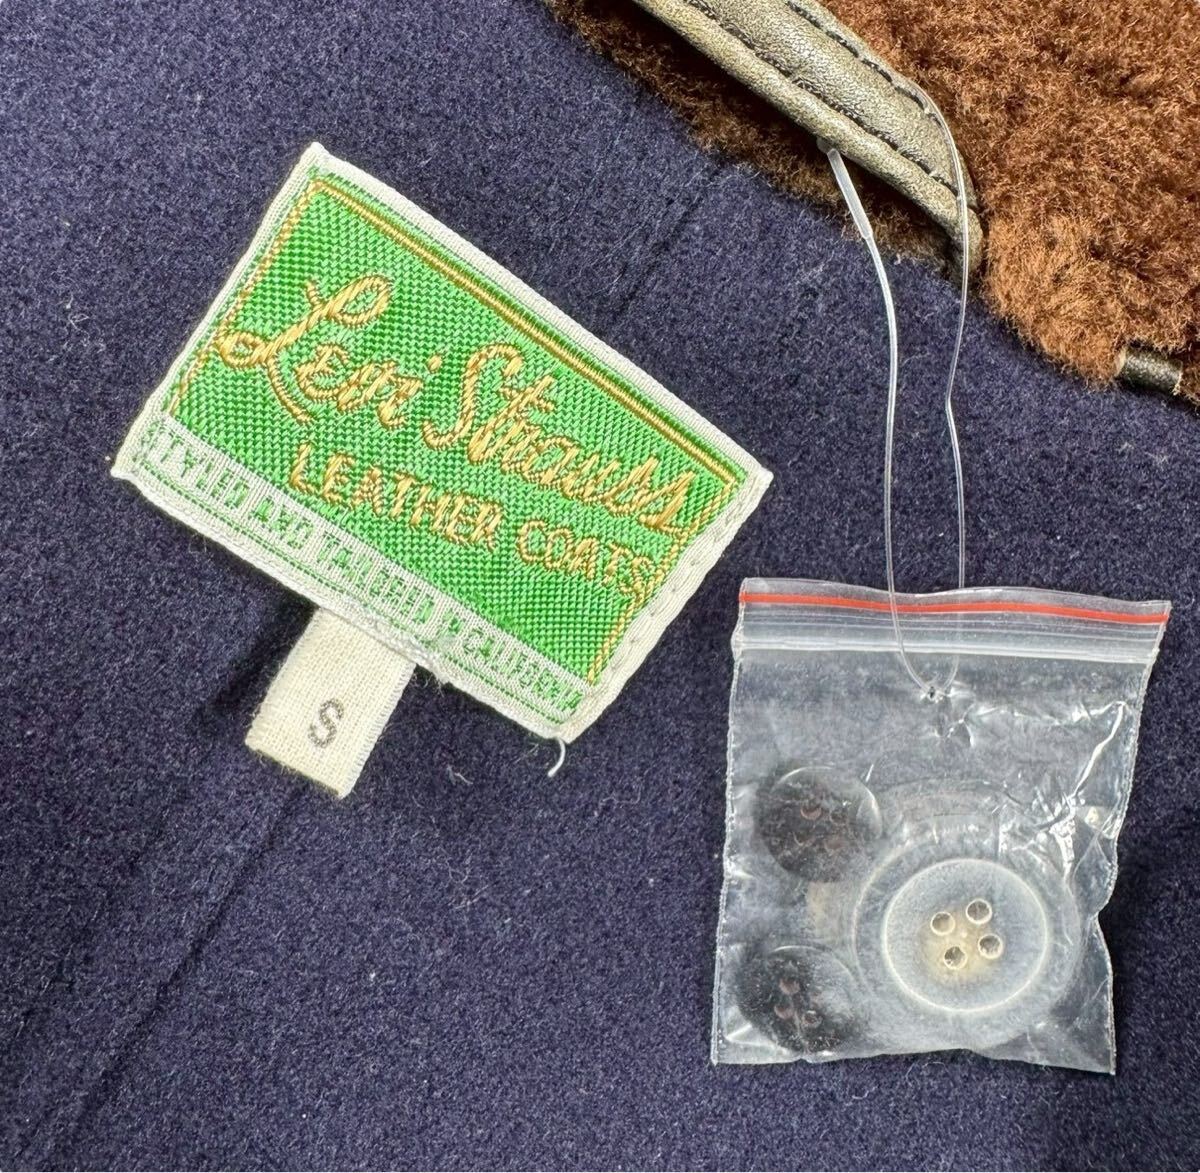 Levi Strauss
LEATHER COATS
STYLED AND TAILORED IN CALIFORNIA
S